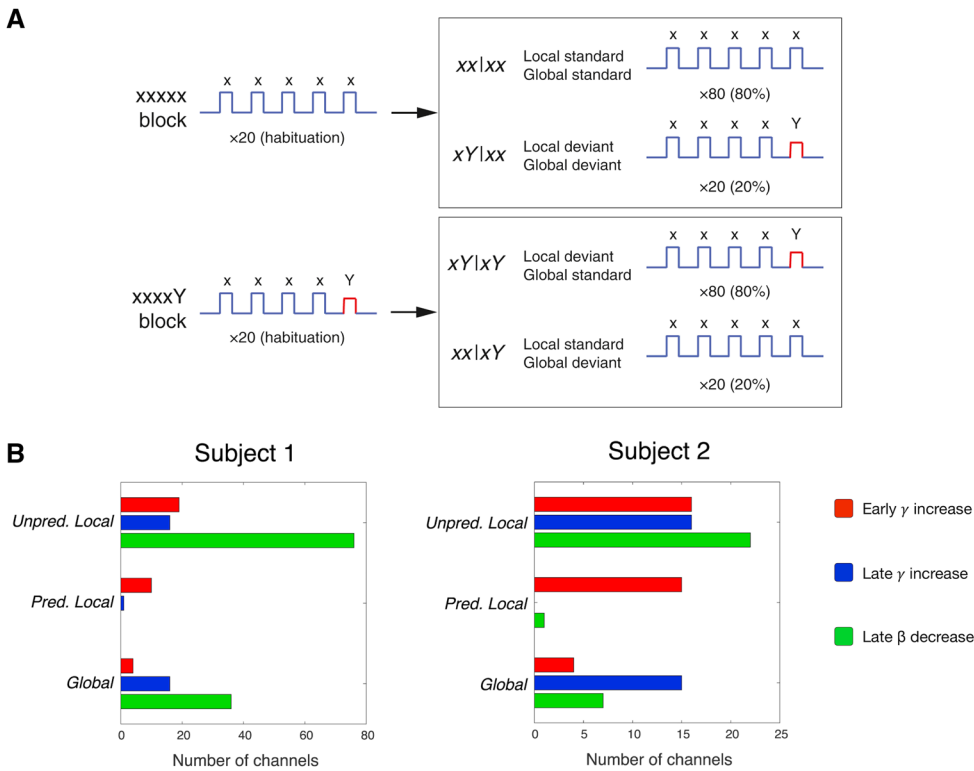 A
xxxxx
block
x x x x x
×20 (habituation)
xx|xx
Local standard
Global standard
x x x x x
×80 (80%)
xY|xx
Local deviant
Global deviant
x x x x Y
×20 (20%)
xxxxY
block
x x x x Y
×20 (habituation)
xY|xY
Local deviant
Global standard
x x x x Y
×80 (80%)
xx|xY
Local standard
Global deviant
x x x x x
×20 (20%)
B
Subject 1
Unpred. Local
Pred. Local
Global
0 20 40 60 80
Number of channels
Subject 2
Unpred. Local
Pred. Local
Global
0 5 10 15 20 25
Number of channels
Early γ increase
Late γ increase
Late β decrease